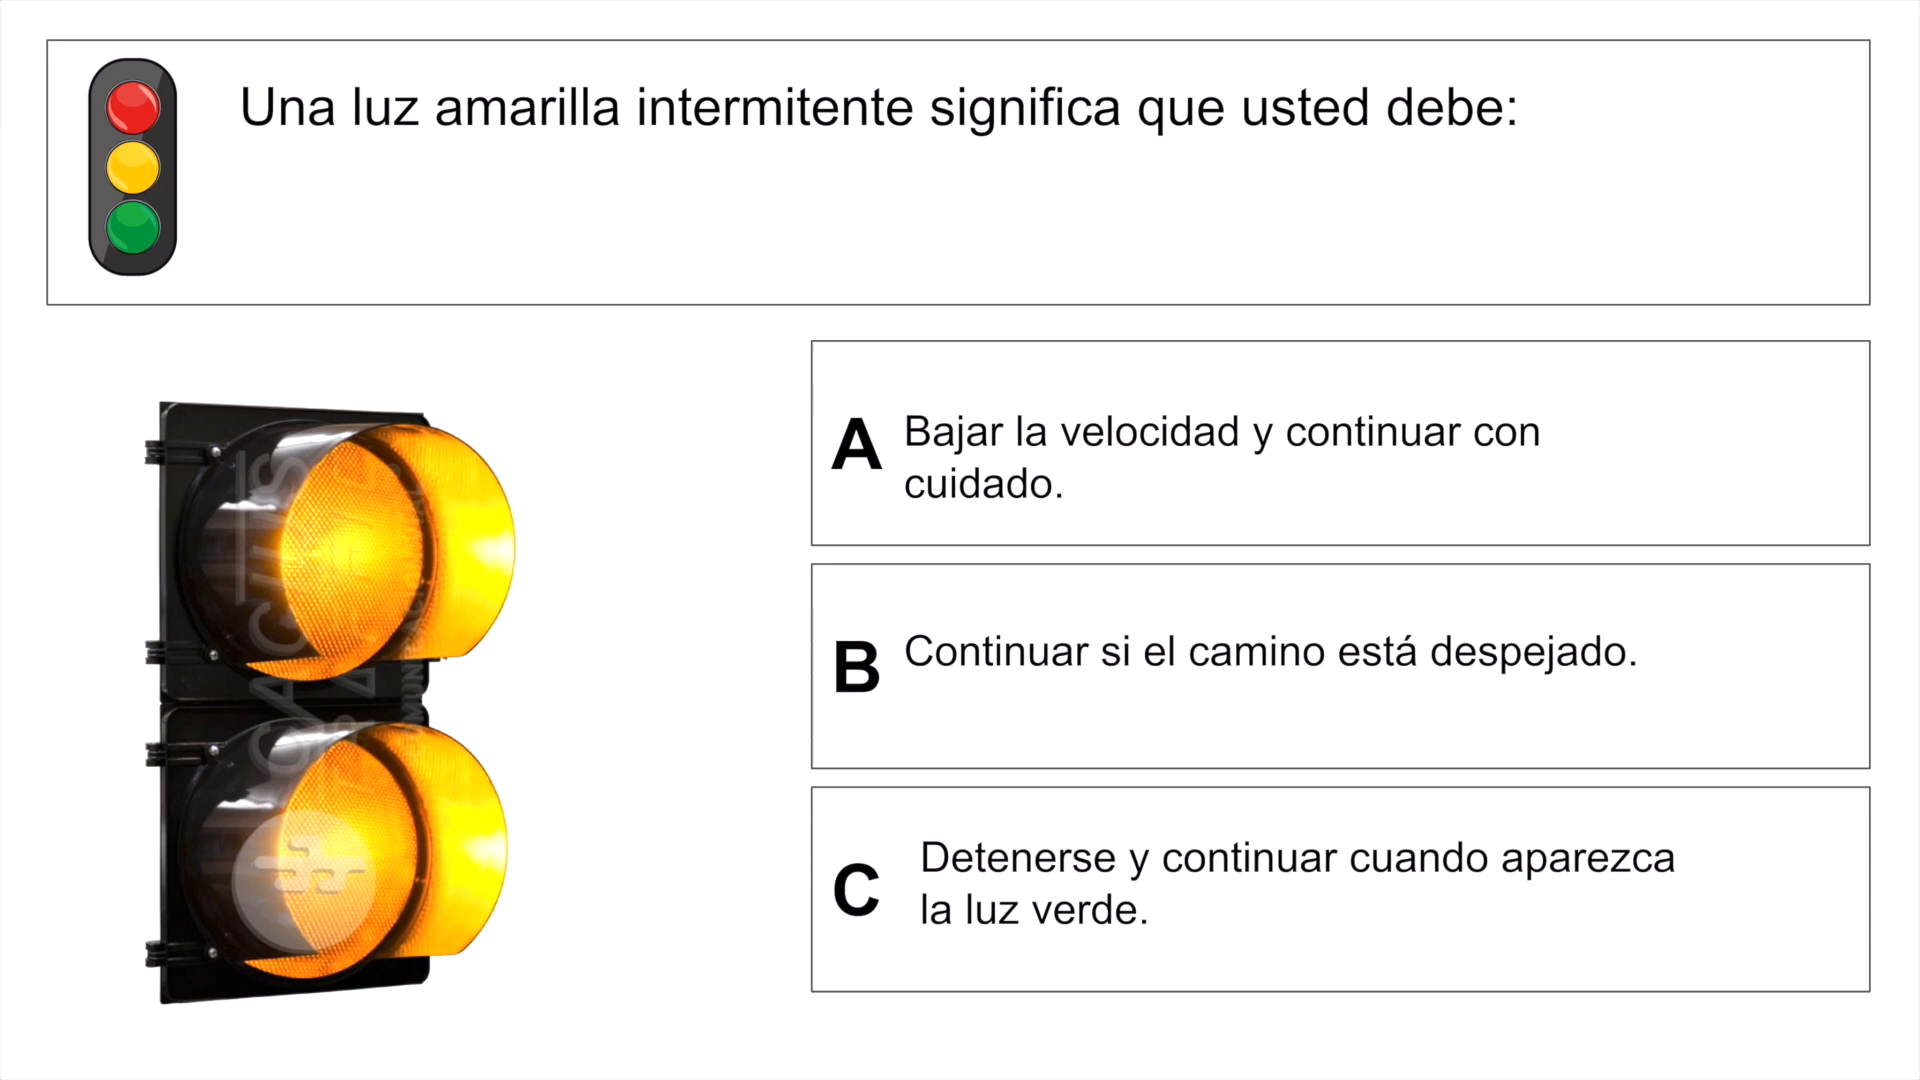 Una luz amarilla intermitente significa que usted debe:
A Bajar la velocidad y continuar con
cuidado.
B Continuar si el camino está despejado.
C Detenerse y continuar cuando aparezca
la luz verde.